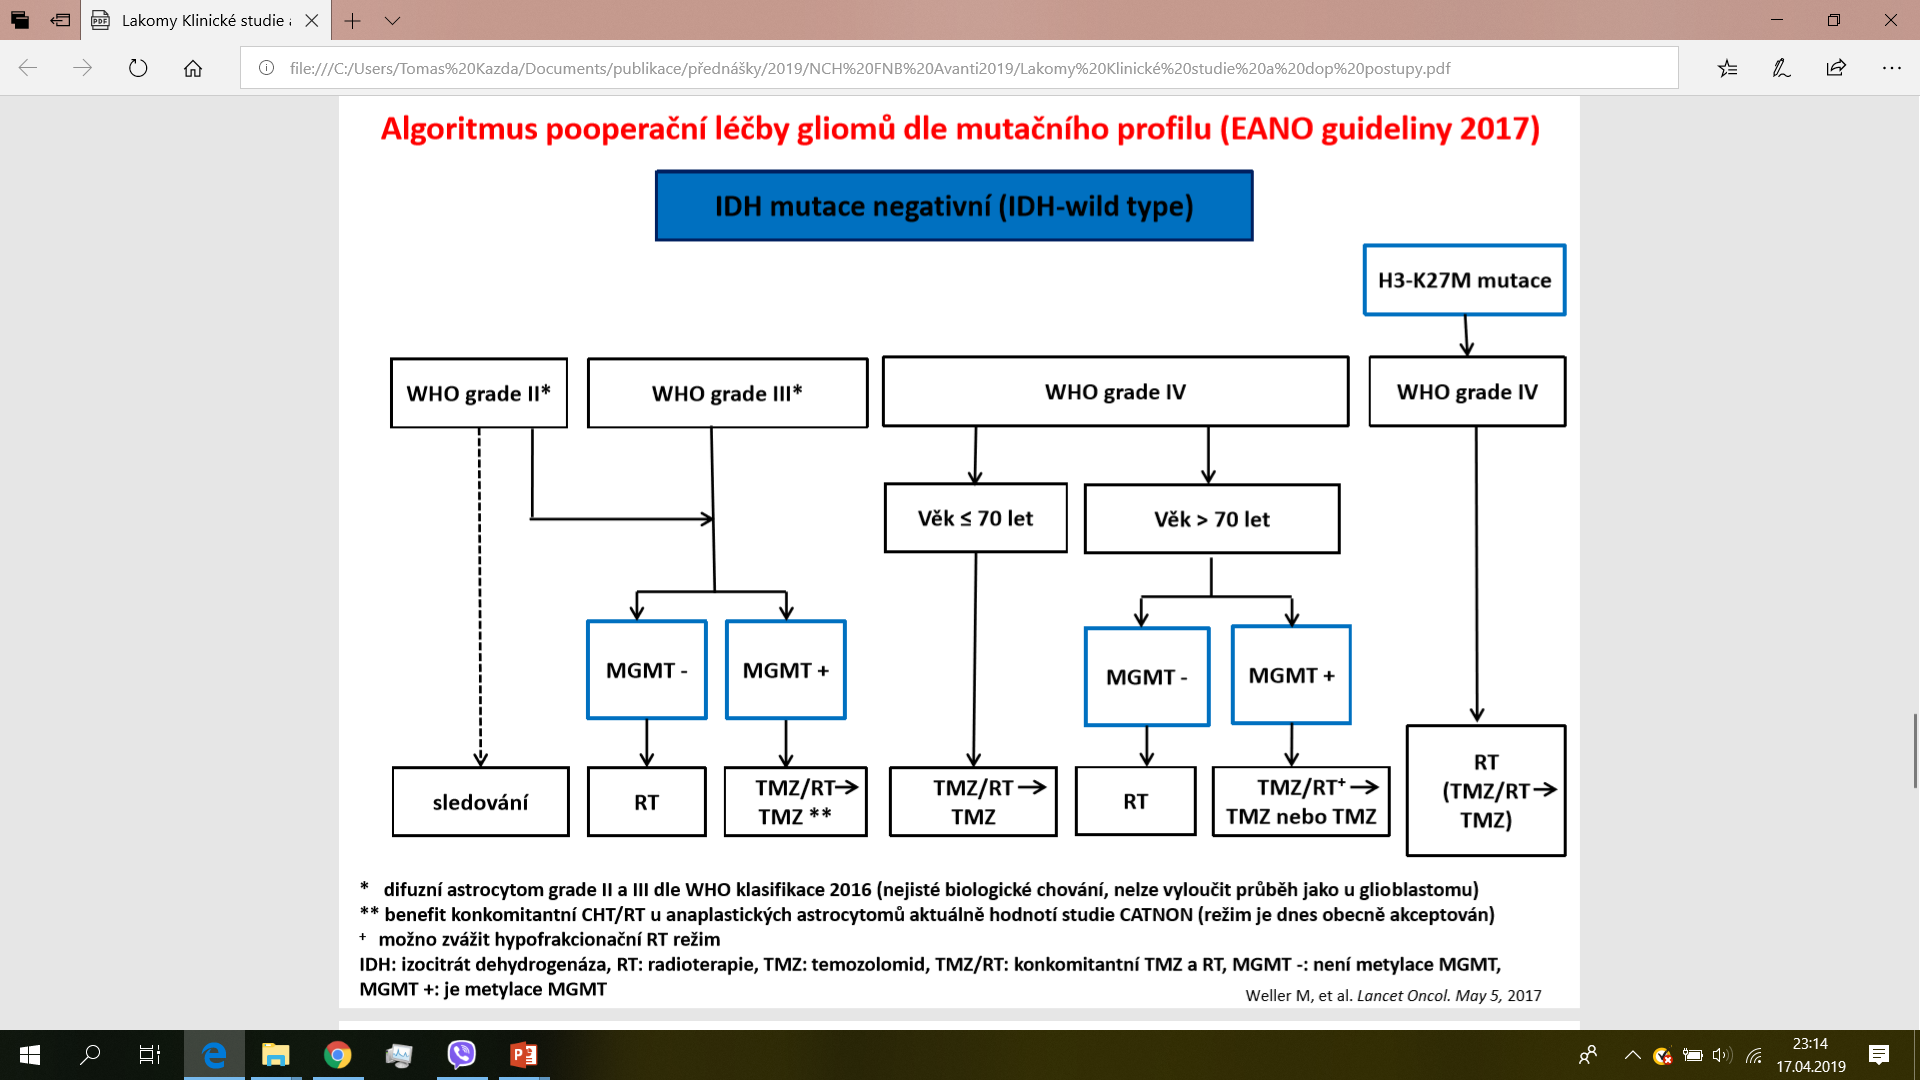 Lakomy Klinické studie a
file:///C:/Users/Tomas%20Kazda/Documents/publikace/přednášky/2019/NCH%20FNB%20Avanti2019/Lakomy%20Klinické%20studie%20a%20dop%20postupy.pdf
Algoritmus pooperační léčby gliomů dle mutačního profilu (EANO guideliny 2017)
IDH mutace negativní (IDH-wild type)
H3-K27M mutace
WHO grade II*
WHO grade III*
WHO grade IV
WHO grade IV
Věk ≤ 70 let
Věk > 70 let
MGMT -
MGMT +
MGMT -
MGMT +
sledování
RT
TMZ/RT→
TMZ **
TMZ/RT→
TMZ
RT
TMZ/RT⁺ →
TMZ nebo TMZ
RT
(TMZ/RT→
TMZ)
* difuzní astrocytom grade II a III dle WHO klasifikace 2016 (nejisté biologické chování, nelze vyloučit průběh jako u glioblastomu)
** benefit konkomitantní CHT/RT u anaplastických astrocytomů aktuálně hodnotí studie CATNON (režim je dnes obecně akceptován)
⁺ možno zvážit hypofrakcionační RT režim
IDH: izocitrát dehydrogenáza, RT: radioterapie, TMZ: temozolomid, TMZ/RT: konkomitantní TMZ a RT, MGMT -: není metylace MGMT,
MGMT +: je metylace MGMT
Weller M, et al. Lancet Oncol. May 5, 2017
23:14
17.04.2019